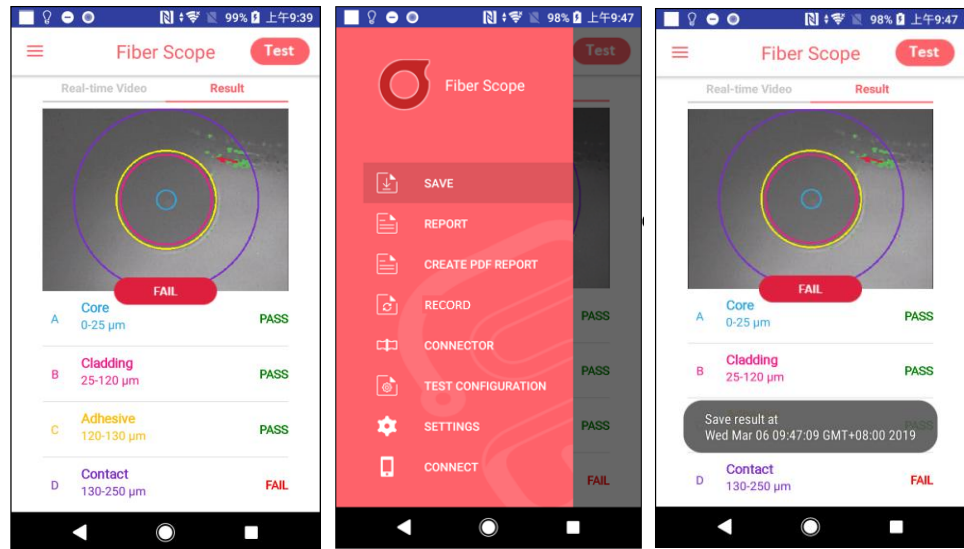 99% 上午9:39
Fiber Scope
Test
Real-time Video
Result
FAIL
A
Core
0-25 μm
PASS
B
Cladding
25-120 μm
PASS
C
Adhesive
120-130 μm
PASS
D
Contact
130-250 μm
FAIL
98% 上午9:47
Test
Fiber Scope
SAVE
REPORT
CREATE PDF REPORT
RECORD
CONNECTOR
TEST CONFIGURATION
SETTINGS
CONNECT
PASS
PASS
PASS
FAIL
98% 上午9:47
Fiber Scope
Test
Real-time Video
Result
FAIL
A
Core
0-25 μm
PASS
B
Cladding
25-120 μm
PASS
Save result at
Wed Mar 06 09:47:09 GMT+08:00 2019
D
Contact
130-250 μm
FAIL